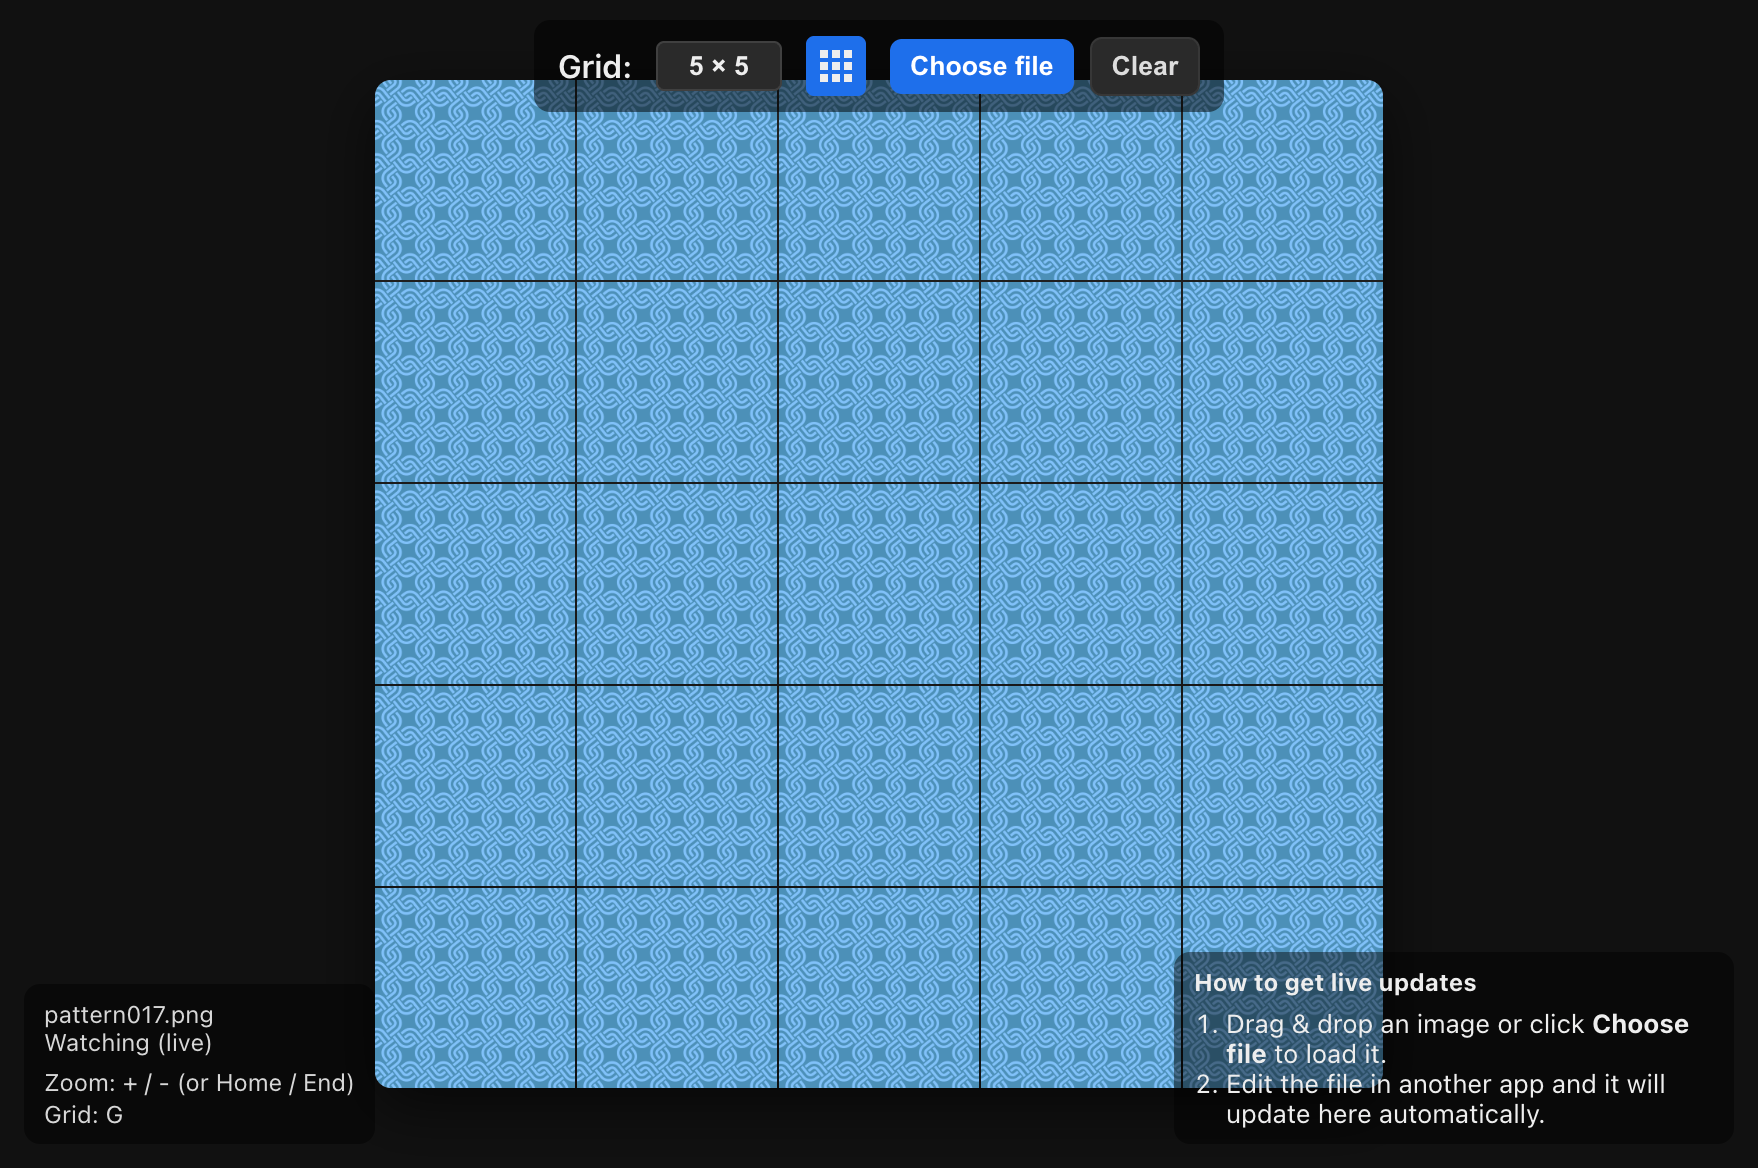 Grid: 5 × 5 Choose file Clear
pattern017.png
Watching (live)
Zoom: + / - (or Home / End)
Grid: G
How to get live updates
1. Drag & drop an image or click Choose
file to load it.
2. Edit the file in another app and it will
update here automatically.